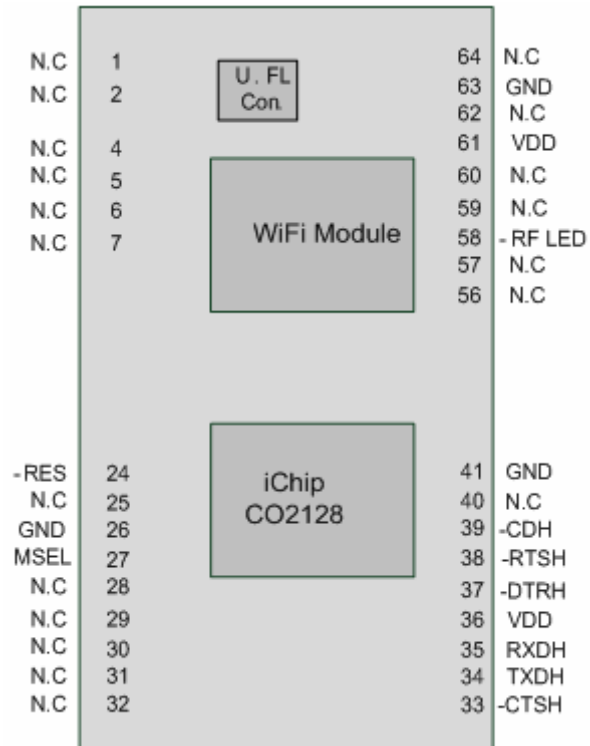 N.C 1
N.C 2
N.C 4
N.C 5
N.C 6
N.C 7
U . FL
Con.
WiFi Module
64 N.C
63 GND
62 N.C
61 VDD
60 N.C
59 N.C
58 - RF LED
57 N.C
56 N.C
-RES 24
N.C 25
GND 26
MSEL 27
N.C 28
N.C 29
N.C 30
N.C 31
N.C 32
iChip
CO2128
41 GND
40 N.C
39 -CDH
38 -RTSH
37 -DTRH
36 VDD
35 RXDH
34 TXDH
33 -CTSH